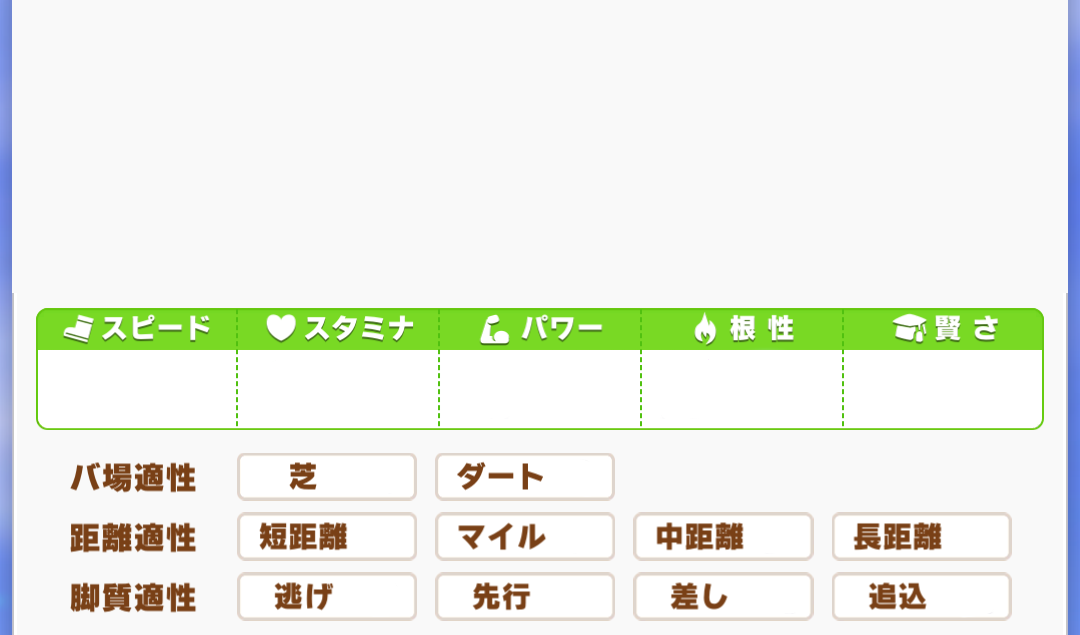 スピード スタミナ パワー 根性 賢さ
バ場適性 芝 ダート
距離適性 短距離 マイル 中距離 長距離
脚質適性 逃げ 先行 差し 追込